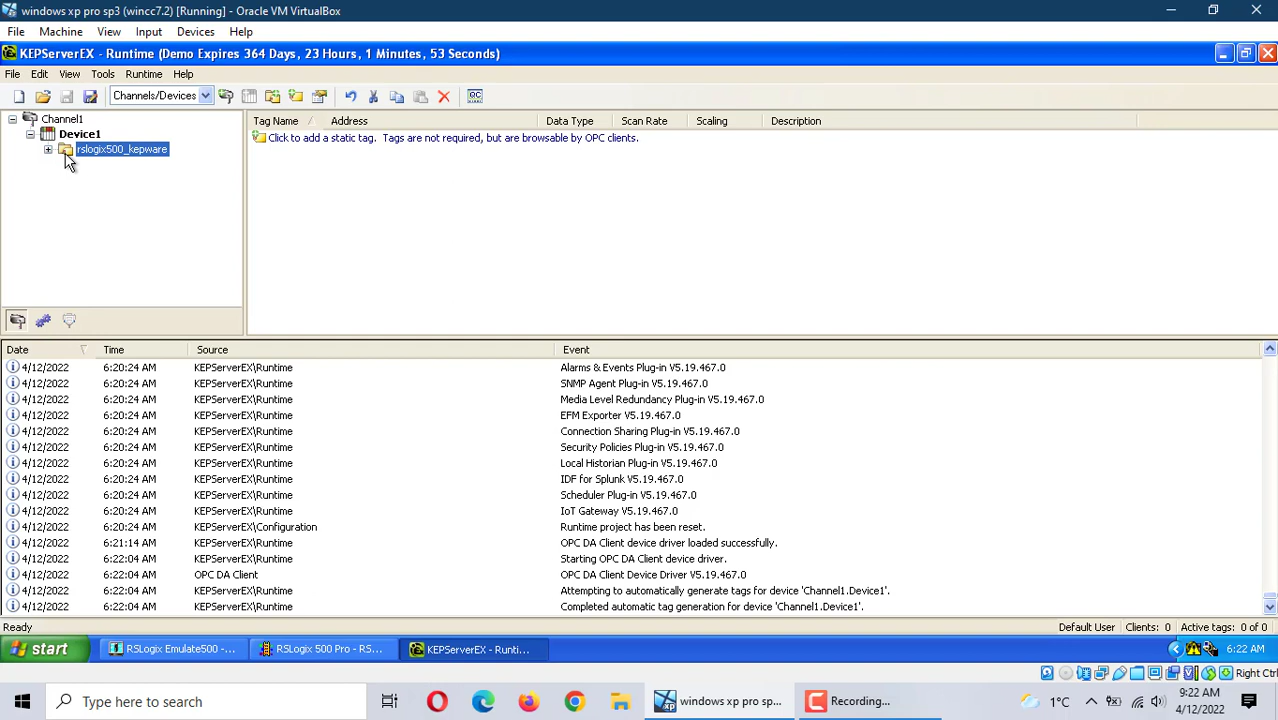 windows xp pro sp3 (wincc7.2) [Running] - Oracle VM VirtualBox
File Machine View Input Devices Help
KEPServerEX - Runtime (Demo Expires 364 Days, 23 Hours, 1 Minutes, 53 Seconds)
File Edit View Tools Runtime Help
Channels/Devices
Channel1
Device1
rslogix500_kepware
Tag Name Address Data Type Scan Rate Scaling Description
Click to add a static tag. Tags are not required, but are browsable by OPC clients.
Date Time Source Event
4/12/2022 6:20:24 AM KEPServerEX\Runtime Alarms & Events Plug-in V5.19.467.0
4/12/2022 6:20:24 AM KEPServerEX\Runtime SNMP Agent Plug-in V5.19.467.0
4/12/2022 6:20:24 AM KEPServerEX\Runtime Media Level Redundancy Plug-in V5.19.467.0
4/12/2022 6:20:24 AM KEPServerEX\Runtime EFM Exporter V5.19.467.0
4/12/2022 6:20:24 AM KEPServerEX\Runtime Connection Sharing Plug-in V5.19.467.0
4/12/2022 6:20:24 AM KEPServerEX\Runtime Security Policies Plug-in V5.19.467.0
4/12/2022 6:20:24 AM KEPServerEX\Runtime Local Historian Plug-in V5.19.467.0
4/12/2022 6:20:24 AM KEPServerEX\Runtime IDF for Splunk V5.19.467.0
4/12/2022 6:20:24 AM KEPServerEX\Runtime Scheduler Plug-in V5.19.467.0
4/12/2022 6:20:24 AM KEPServerEX\Runtime IoT Gateway V5.19.467.0
4/12/2022 6:20:24 AM KEPServerEX\Configuration Runtime project has been reset.
4/12/2022 6:21:14 AM KEPServerEX\Runtime OPC DA Client device driver loaded successfully.
4/12/2022 6:22:04 AM KEPServerEX\Runtime Starting OPC DA Client device driver.
4/12/2022 6:22:04 AM OPC DA Client OPC DA Client Device Driver V5.19.467.0
4/12/2022 6:22:04 AM KEPServerEX\Runtime Attempting to automatically generate tags for device 'Channel1.Device1'.
4/12/2022 6:22:04 AM KEPServerEX\Runtime Completed automatic tag generation for device 'Channel1.Device1'.
Ready Default User Clients: 0 Active tags: 0 of 0
start RSLogix Emulate500 -... RSLogix 500 Pro - RS... KEPServerEX - Runti... 6:22 AM
Right Ctrl
Type here to search windows xp pro sp... Recording... 1°C 9:22 AM
4/12/2022